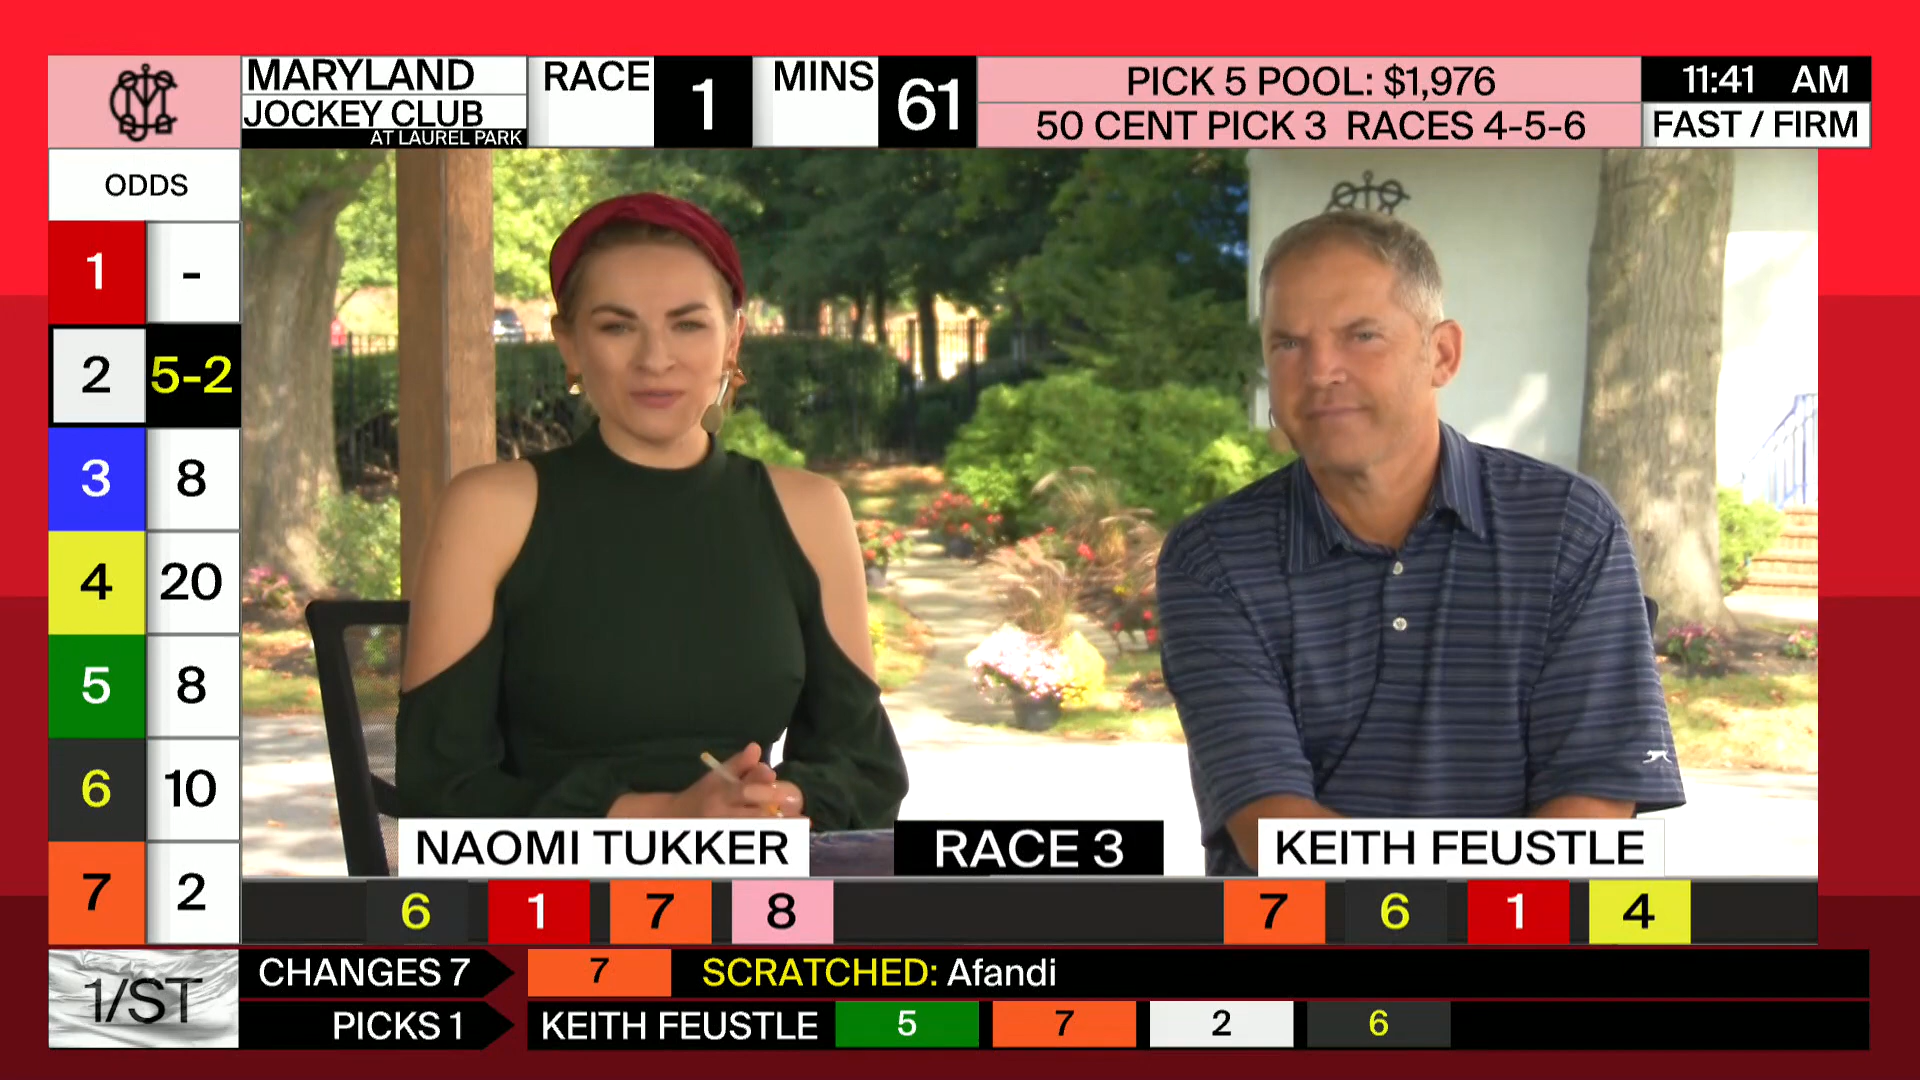 MARYLAND
JOCKEY CLUB
AT LAUREL PARK
RACE 1
MINS 61
PICK 5 POOL: $1,976
50 CENT PICK 3 RACES 4-5-6
11:41 AM
FAST / FIRM
ODDS
1 -
2 5-2
3 8
4 20
5 8
6 10
7 2
NAOMI TUKKER
RACE 3
KEITH FEUSTLE
6 1 7 8
7 6 1 4
1/ST
CHANGES 7
7 SCRATCHED: Afandi
PICKS 1
KEITH FEUSTLE 5 7 2 6